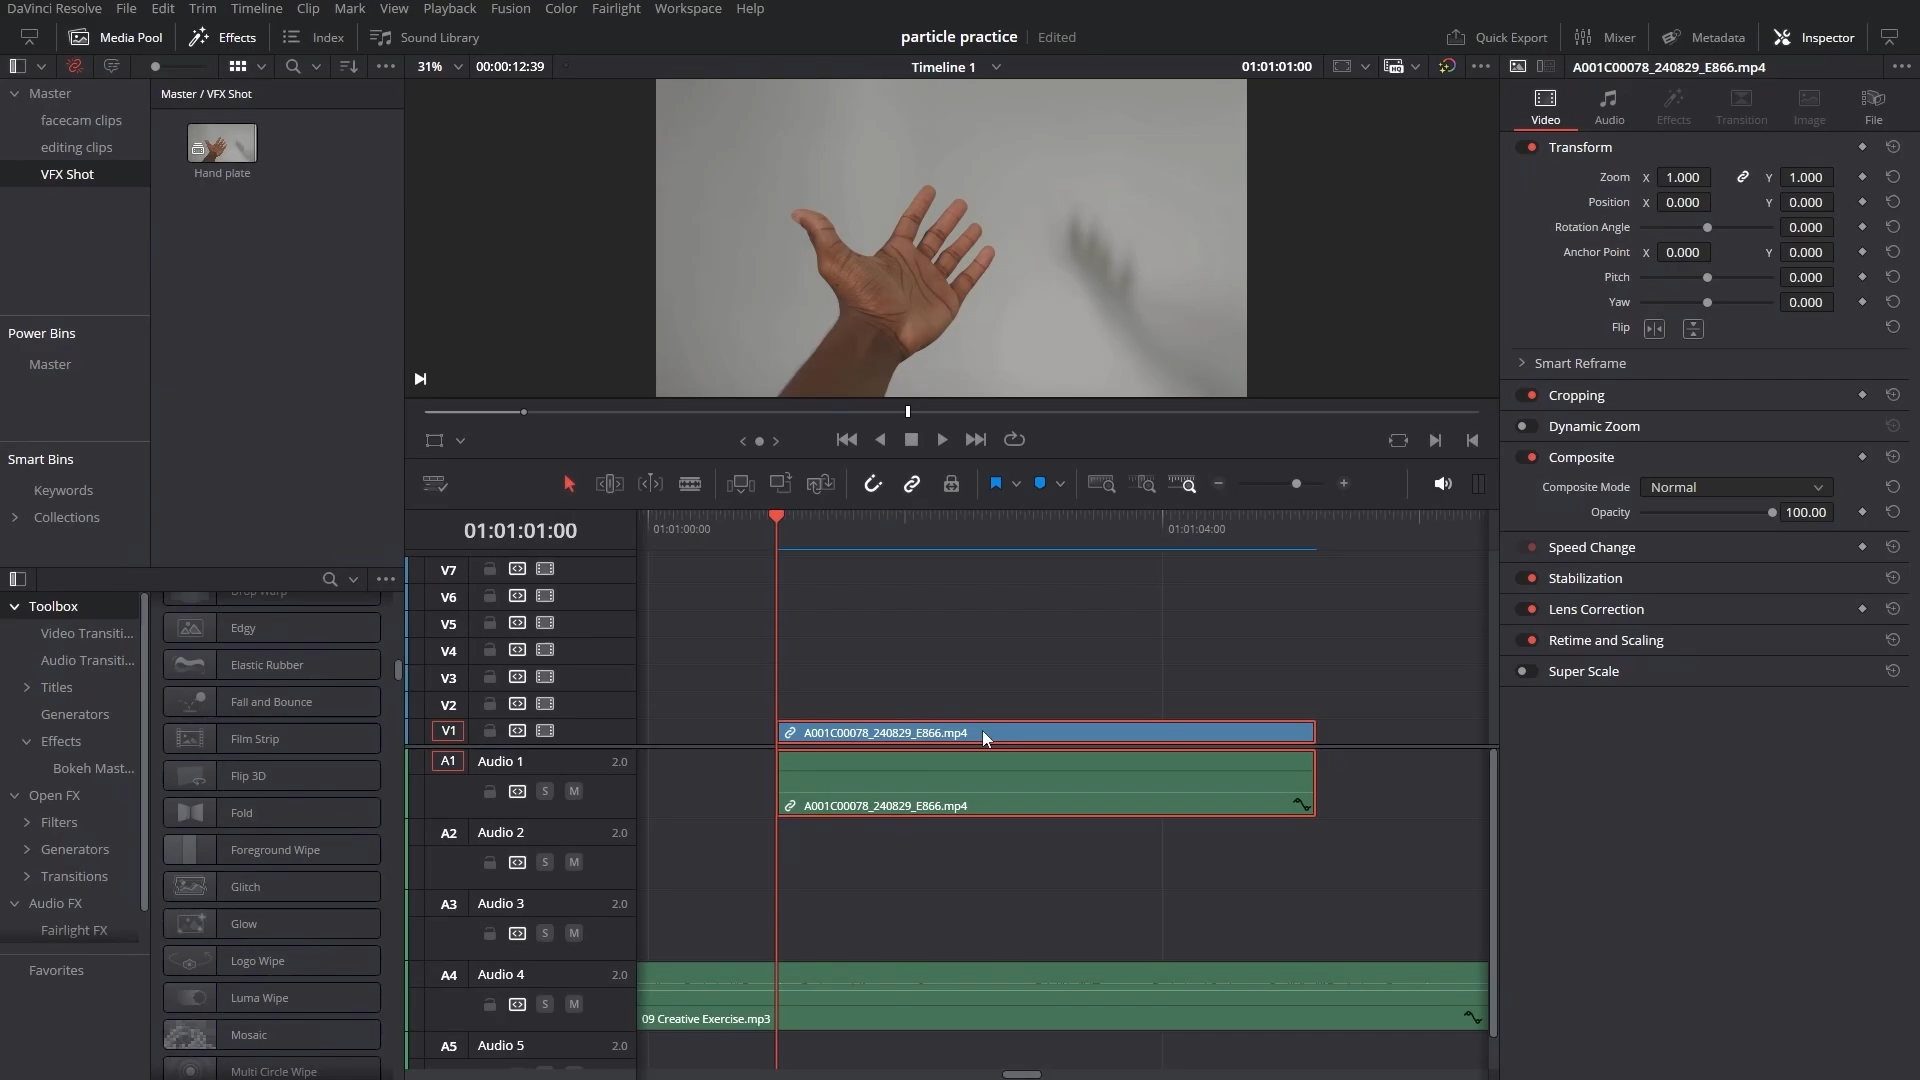 DaVinci Resolve File Edit Trim Timeline Clip Mark View Playback Fusion Color Fairlight Workspace Help
Media Pool Effects Index Sound Library
particle practice Edited
Quick Export Mixer Metadata Inspector
31% 00:00:12:39 Timeline 1 01:01:01:00
A001C00078_240829_E866.mp4
Master
facecam clips
editing clips
VFX Shot
Master / VFX Shot
Hand plate
Power Bins
Master
Smart Bins
Keywords
Collections
Video Audio Effects Transition Image File
Transform
Zoom X 1.000 Y 1.000
Position X 0.000 Y 0.000
Rotation Angle 0.000
Anchor Point X 0.000 Y 0.000
Pitch 0.000
Yaw 0.000
Flip
Smart Reframe
Cropping
Dynamic Zoom
Composite
Composite Mode Normal
Opacity 100.00
Speed Change
Stabilization
Lens Correction
Retime and Scaling
Super Scale
Toolbox
Video Transiti...
Audio Transiti...
Titles
Generators
Effects
Bokeh Mast...
Open FX
Filters
Generators
Transitions
Audio FX
Fairlight FX
Favorites
Drop Warp
Edgy
Elastic Rubber
Fall and Bounce
Film Strip
Flip 3D
Fold
Foreground Wipe
Glitch
Glow
Logo Wipe
Luma Wipe
Mosaic
Multi Circle Wipe
01:01:01:00
01:01:00:00 01:01:04:00
V7
V6
V5
V4
V3
V2
V1 A001C00078_240829_E866.mp4
A1 Audio 1 2.0
S M
A001C00078_240829_E866.mp4
A2 Audio 2 2.0
S M
A3 Audio 3 2.0
S M
A4 Audio 4 2.0
S M
09 Creative Exercise.mp3
A5 Audio 5 2.0